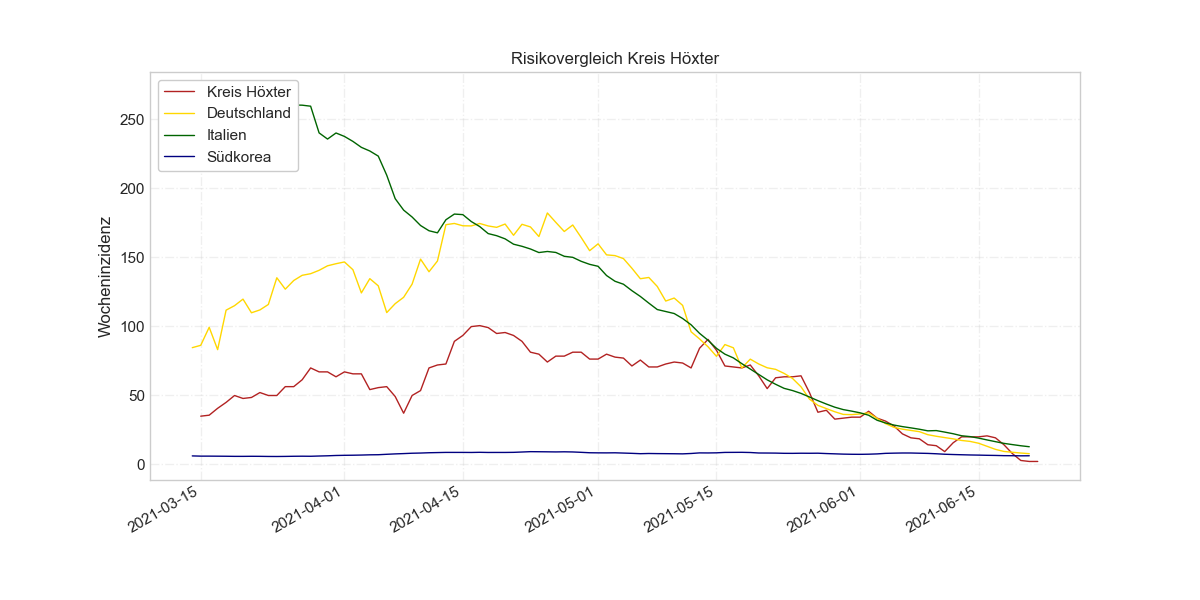 Risikovergleich Kreis Höxter
Kreis Höxter
Deutschland
Italien
Südkorea
Wocheninzidenz
250
200
150
100
50
0
2021-03-15
2021-04-01
2021-04-15
2021-05-01
2021-05-15
2021-06-01
2021-06-15